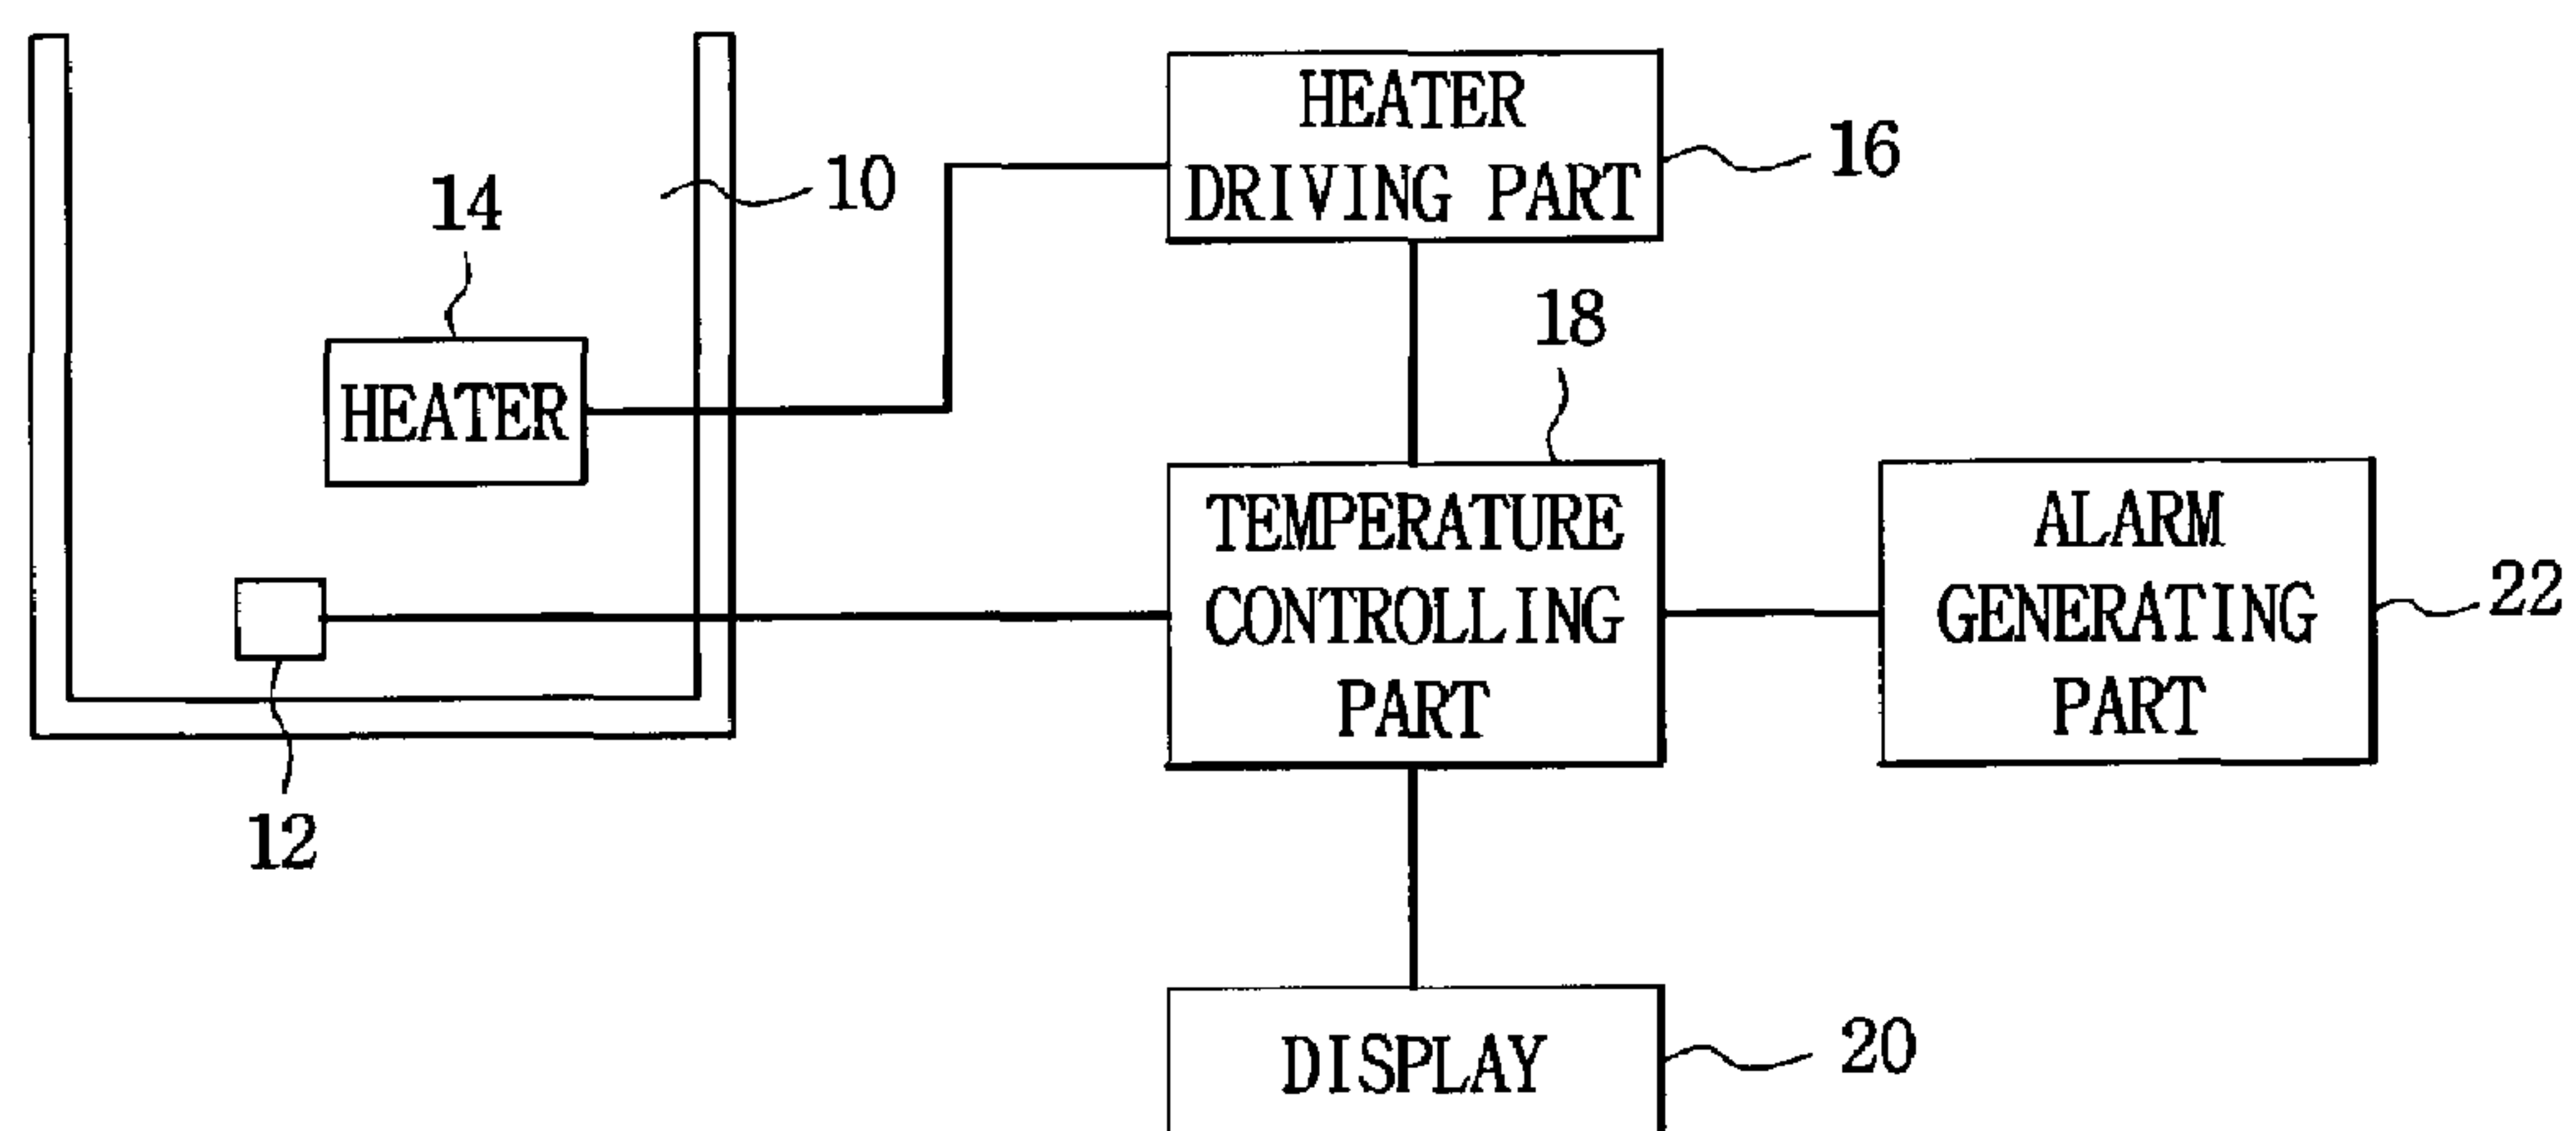 HEATER
DRIVING PART
16
10
14
18
HEATER
TEMPERATURE
CONTROLLING
PART
ALARM
GENERATING
PART
22
12
DISPLAY
20